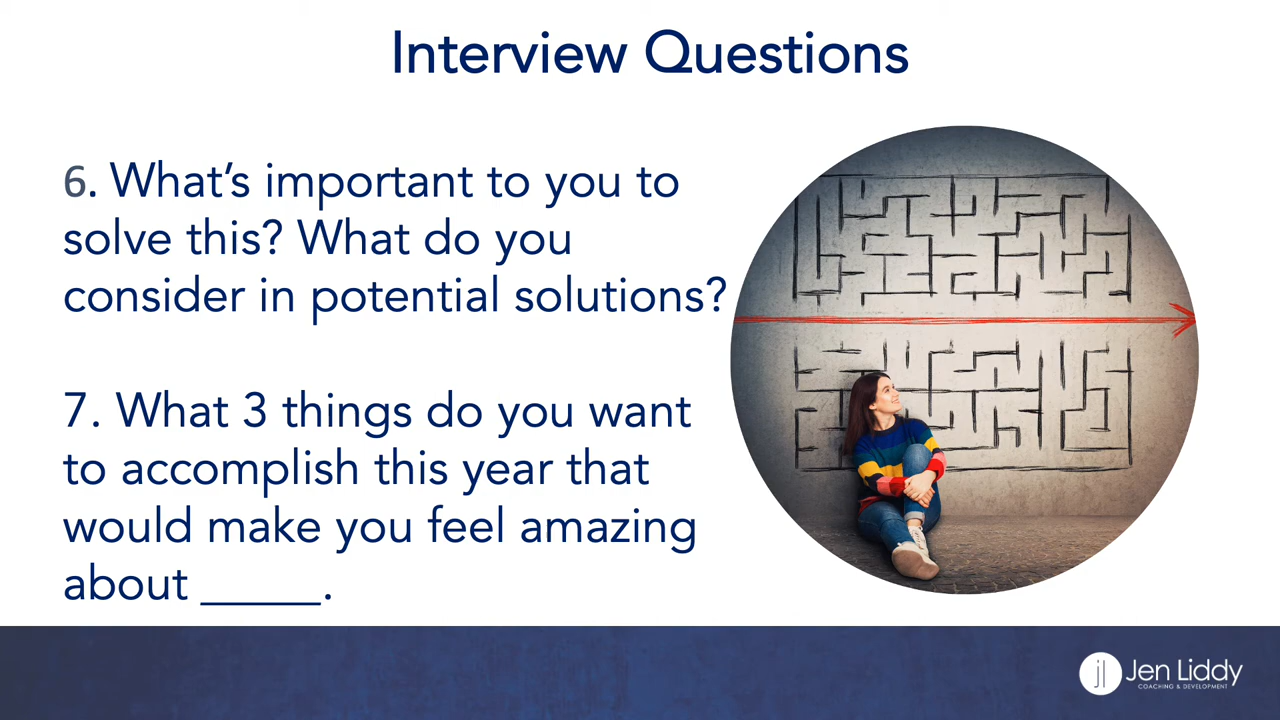 Interview Questions
6. What's important to you to
solve this? What do you
consider in potential solutions?
7. What 3 things do you want
to accomplish this year that
would make you feel amazing
about _____.
jl Jen Liddy
COACHING & DEVELOPMENT